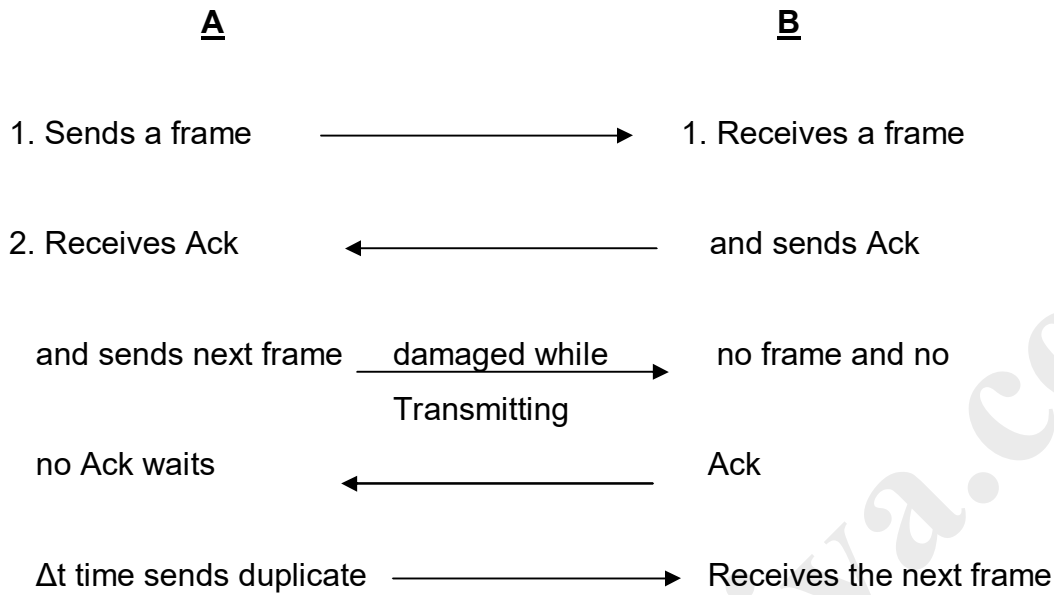 A B
1. Sends a frame 1. Receives a frame
2. Receives Ack and sends Ack
and sends next frame damaged while no frame and no
Transmitting
no Ack waits Ack
Δt time sends duplicate Receives the next frame